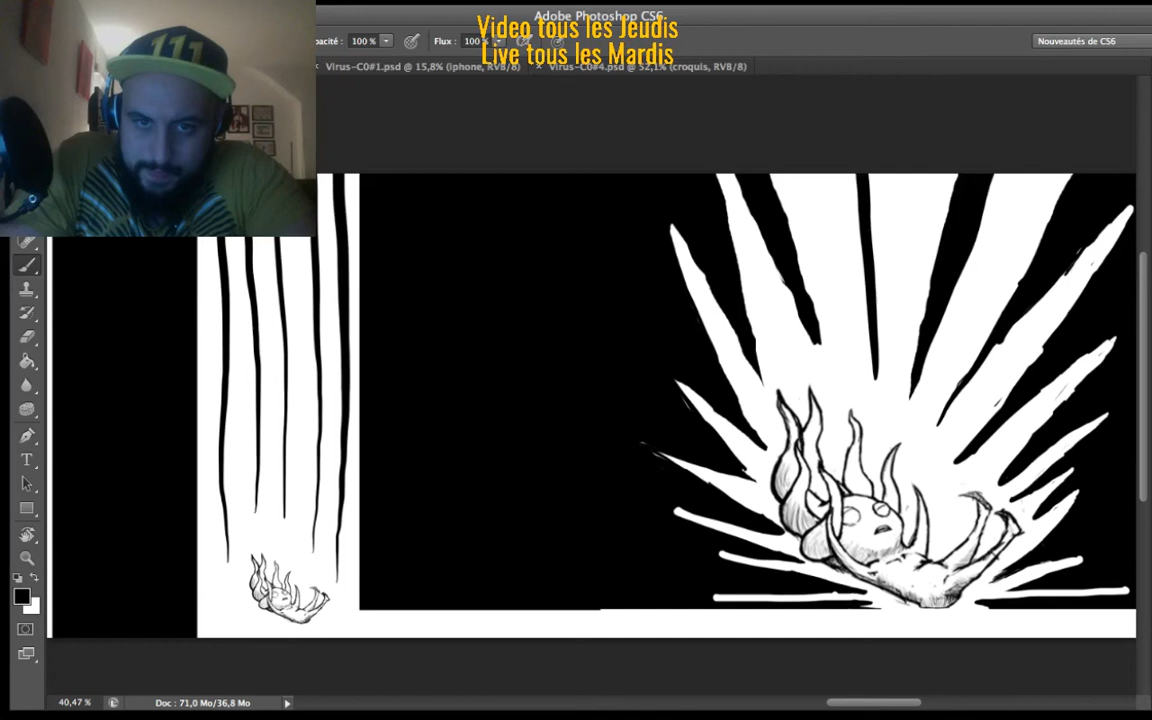 Adobe Photoshop CS6
Video tous les Jeudis
Live tous les Mardis
pacité : 100 % Flux : 100 % Nouveautés de CS6
Virus-C0#1.psd @ 15,8% (iphone, RVB/8) × Virus-C0#4.psd @ 52,1% (croquis, RVB/8)
111
40,47 % Doc : 71,0 Mo/36,8 Mo